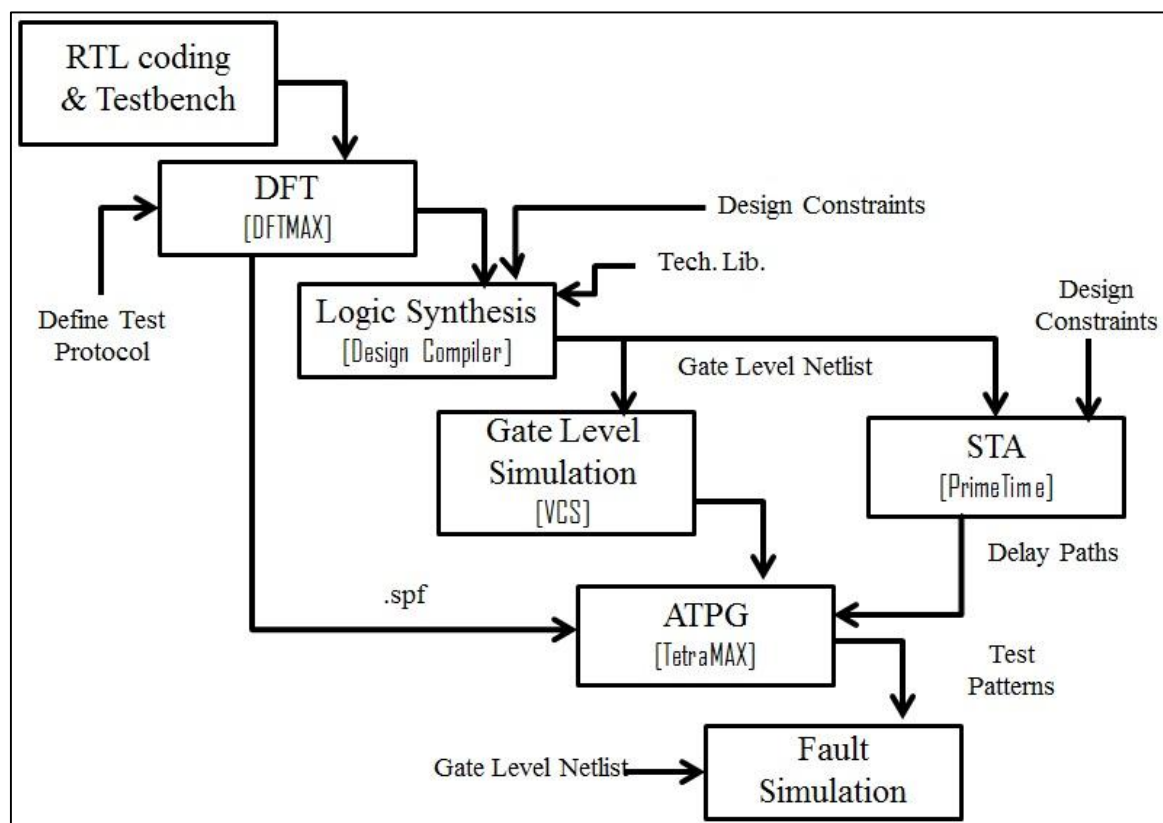 RTL coding
& Testbench
DFT
[DFTMAX]
Design Constraints
Tech. Lib.
Define Test
Protocol
Logic Synthesis
[Design Compiler]
Design
Constraints
Gate Level Netlist
Gate Level
Simulation
[VCS]
STA
[PrimeTime]
Delay Paths
.spf
ATPG
[TetraMAX]
Test
Patterns
Gate Level Netlist
Fault
Simulation